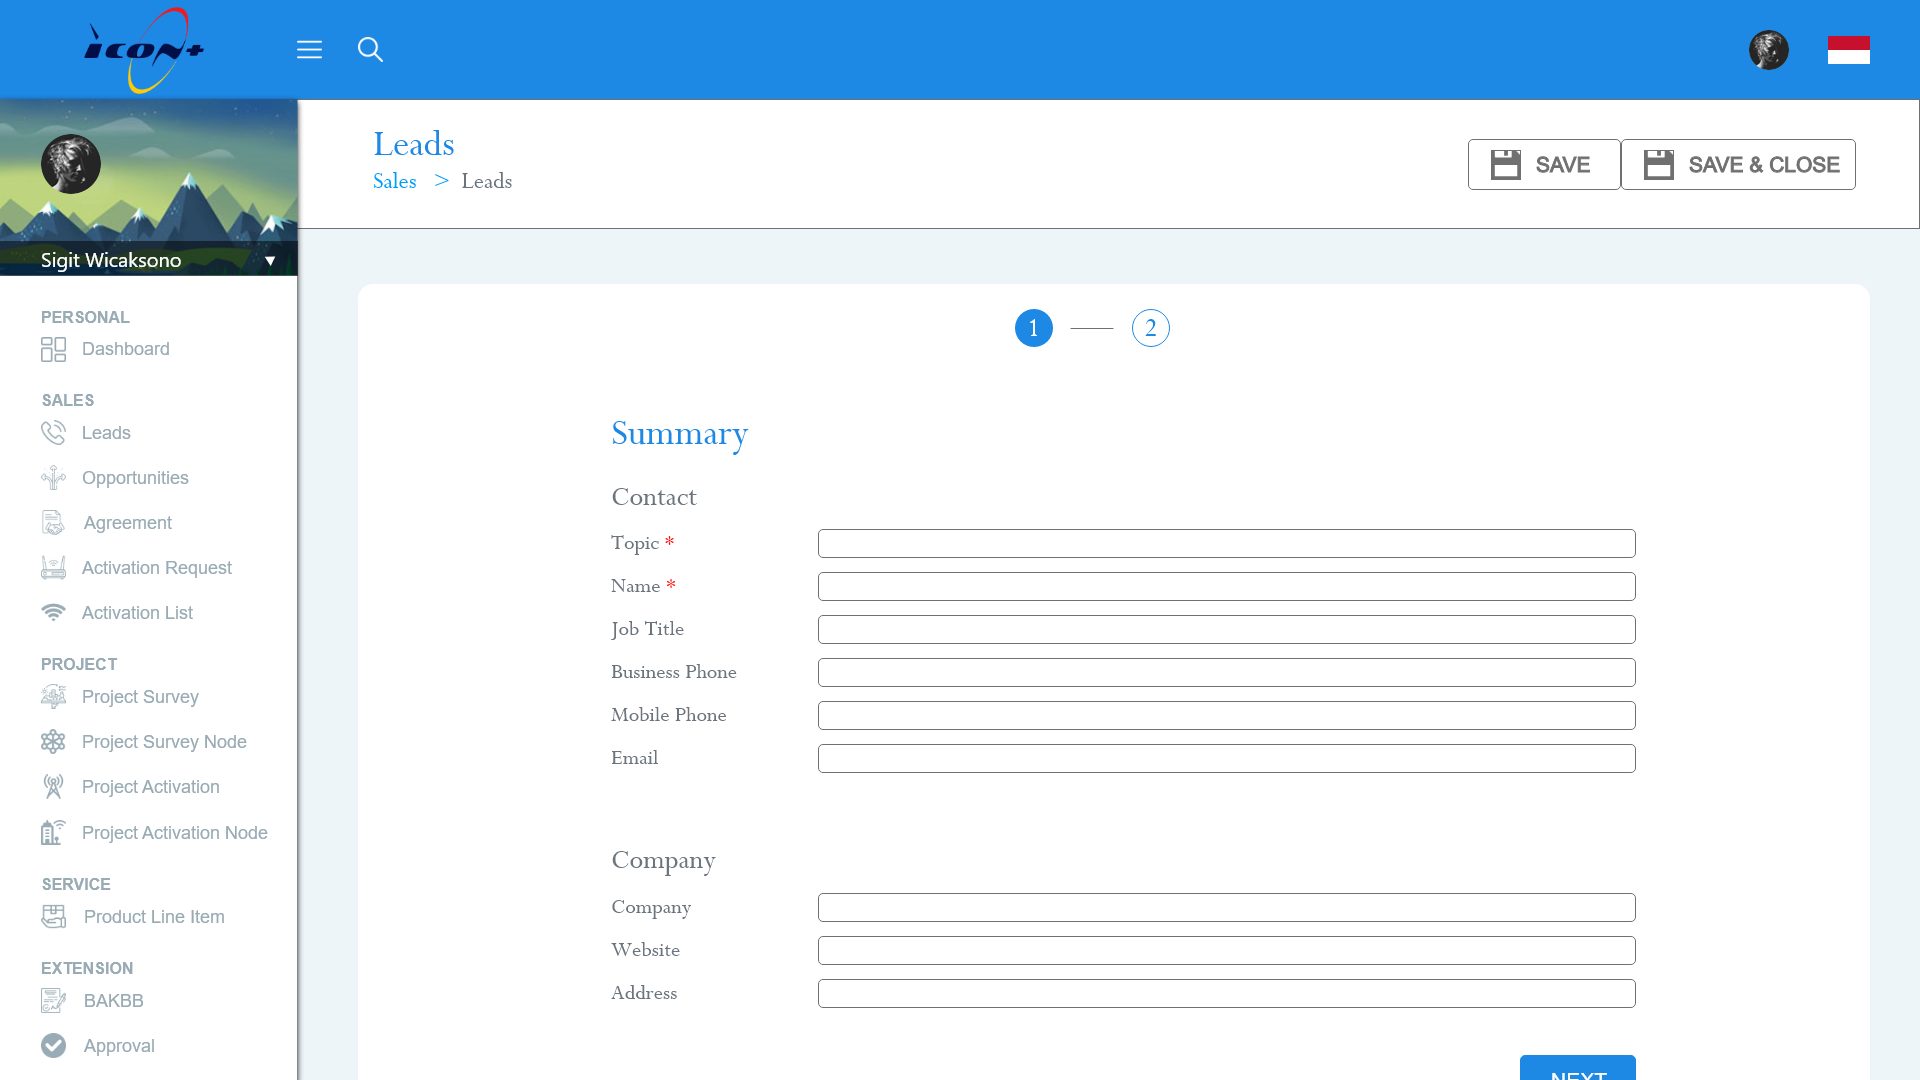 icon+
Sigit Wicaksono
PERSONAL
Dashboard
SALES
Leads
Opportunities
Agreement
Activation Request
Activation List
PROJECT
Project Survey
Project Survey Node
Project Activation
Project Activation Node
SERVICE
Product Line Item
EXTENSION
BAKBB
Approval
Leads
Sales > Leads
SAVE
SAVE & CLOSE
1
2
Summary
Contact
Topic *
Name *
Job Title
Business Phone
Mobile Phone
Email
Company
Company
Website
Address
NEXT